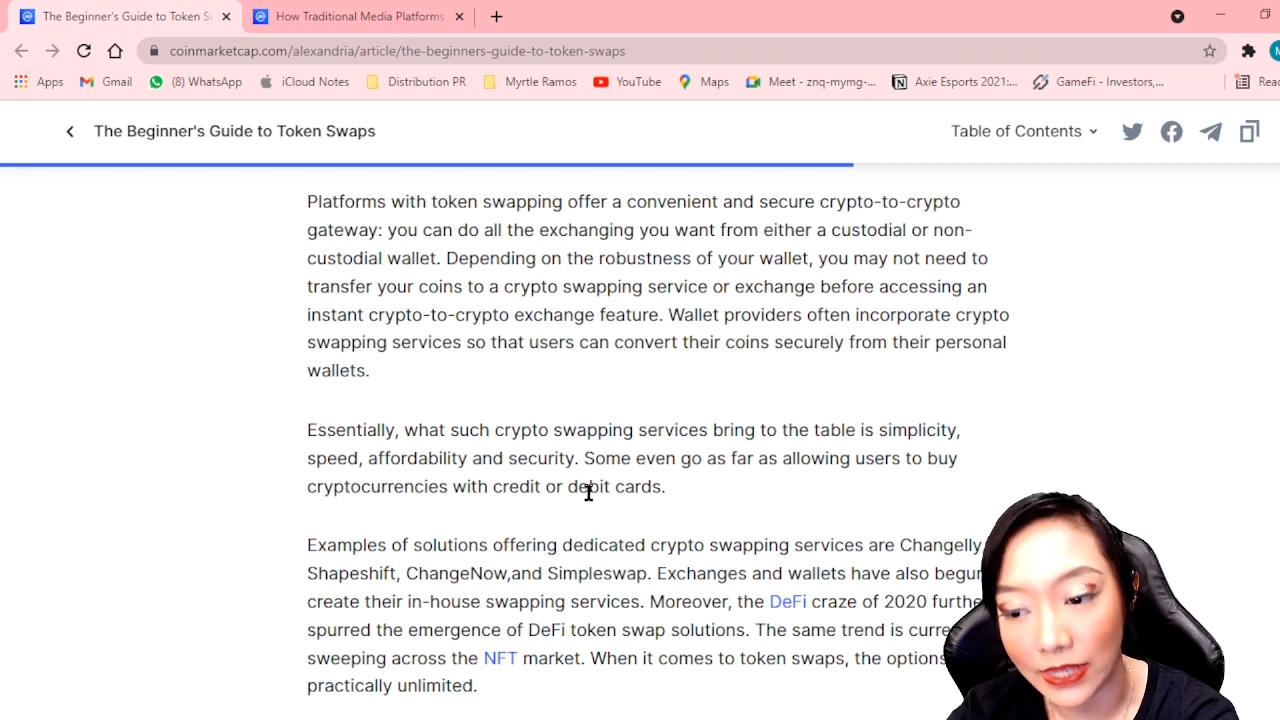 The Beginner's Guide to Token S
How Traditional Media Platforms
coinmarketcap.com/alexandria/article/the-beginners-guide-to-token-swaps
Apps
Gmail
(8) WhatsApp
iCloud Notes
Distribution PR
Myrtle Ramos
YouTube
Maps
Meet - znq-mymg-...
Axie Esports 2021:...
GameFi - Investors,...
The Beginner's Guide to Token Swaps
Table of Contents
Platforms with token swapping offer a convenient and secure crypto-to-crypto
gateway: you can do all the exchanging you want from either a custodial or non-
custodial wallet. Depending on the robustness of your wallet, you may not need to
transfer your coins to a crypto swapping service or exchange before accessing an
instant crypto-to-crypto exchange feature. Wallet providers often incorporate crypto
swapping services so that users can convert their coins securely from their personal
wallets.
Essentially, what such crypto swapping services bring to the table is simplicity,
speed, affordability and security. Some even go as far as allowing users to buy
cryptocurrencies with credit or debit cards.
Examples of solutions offering dedicated crypto swapping services are Changelly,
Shapeshift, ChangeNow,and Simpleswap. Exchanges and wallets have also begun
create their in-house swapping services. Moreover, the DeFi craze of 2020
spurred the emergence of DeFi token swap solutions. The same trend is
sweeping across the NFT market. When it comes to token swaps, the options
practically unlimited.